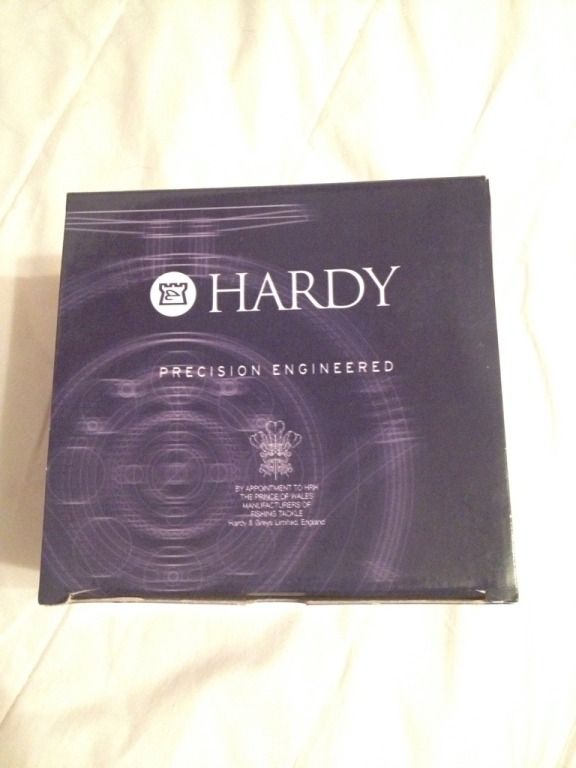 HARDY
PRECISION ENGINEERED
BY APPOINTMENT TO HRH
THE PRINCE OF WALES
MANUFACTURERS OF
FISHING TACKLE
Hardy & Greys Limited, England